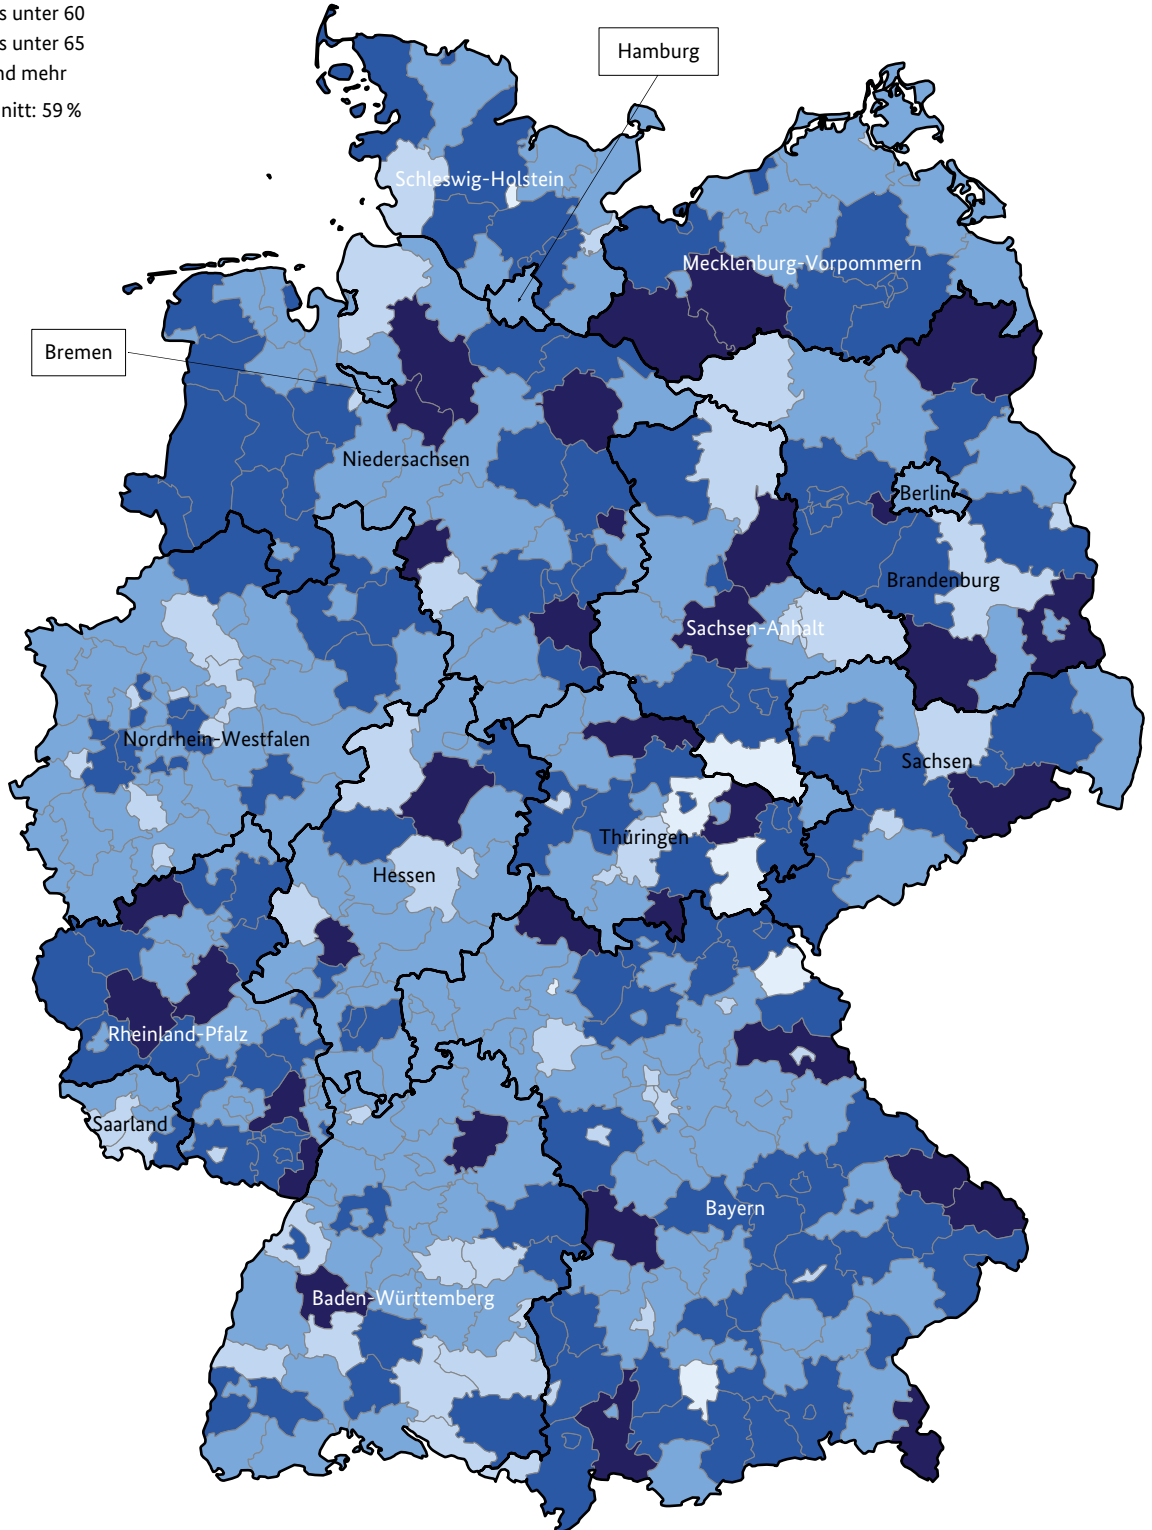 s unter 60
s unter 65
nd mehr
nitt: 59 %
Hamburg
Schleswig-Holstein
Mecklenburg-Vorpommern
Bremen
Niedersachsen
Berlin
Brandenburg
Sachsen-Anhalt
Nordrhein-Westfalen
Sachsen
Thüringen
Hessen
Rheinland-Pfalz
Saarland
Bayern
Baden-Württemberg